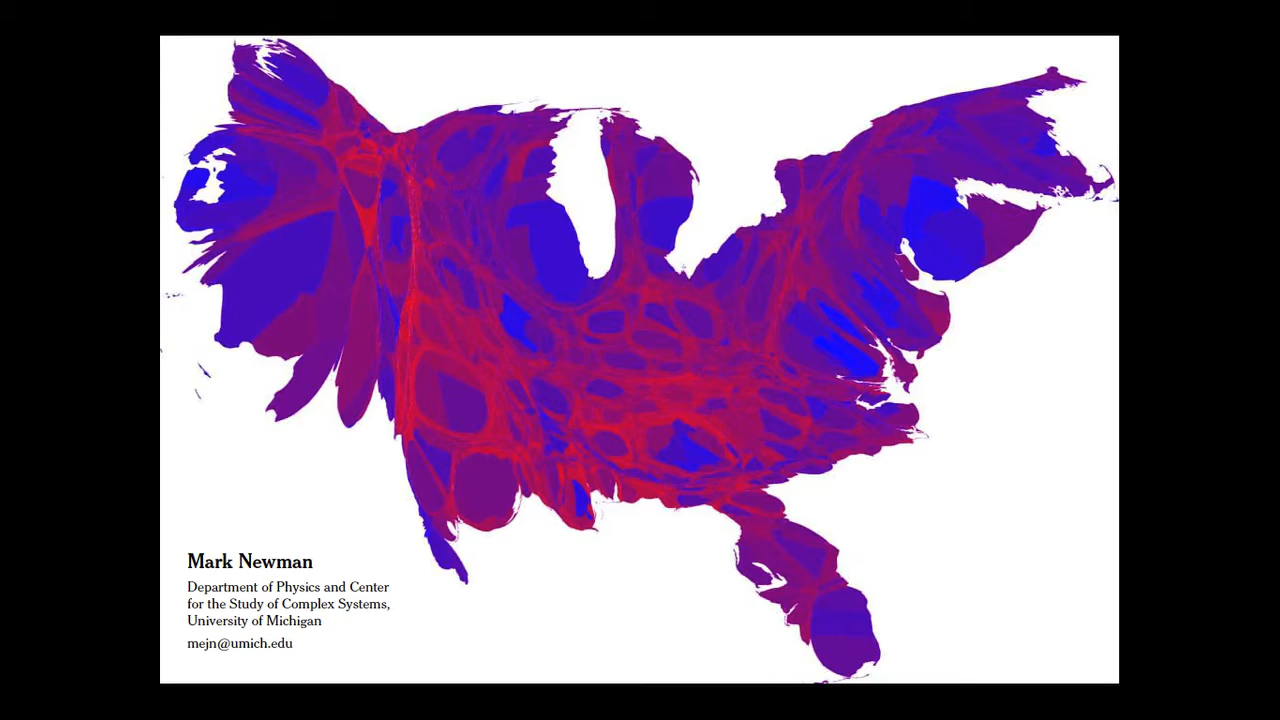 Mark Newman
Department of Physics and Center
for the Study of Complex Systems,
University of Michigan
mejn@umich.edu